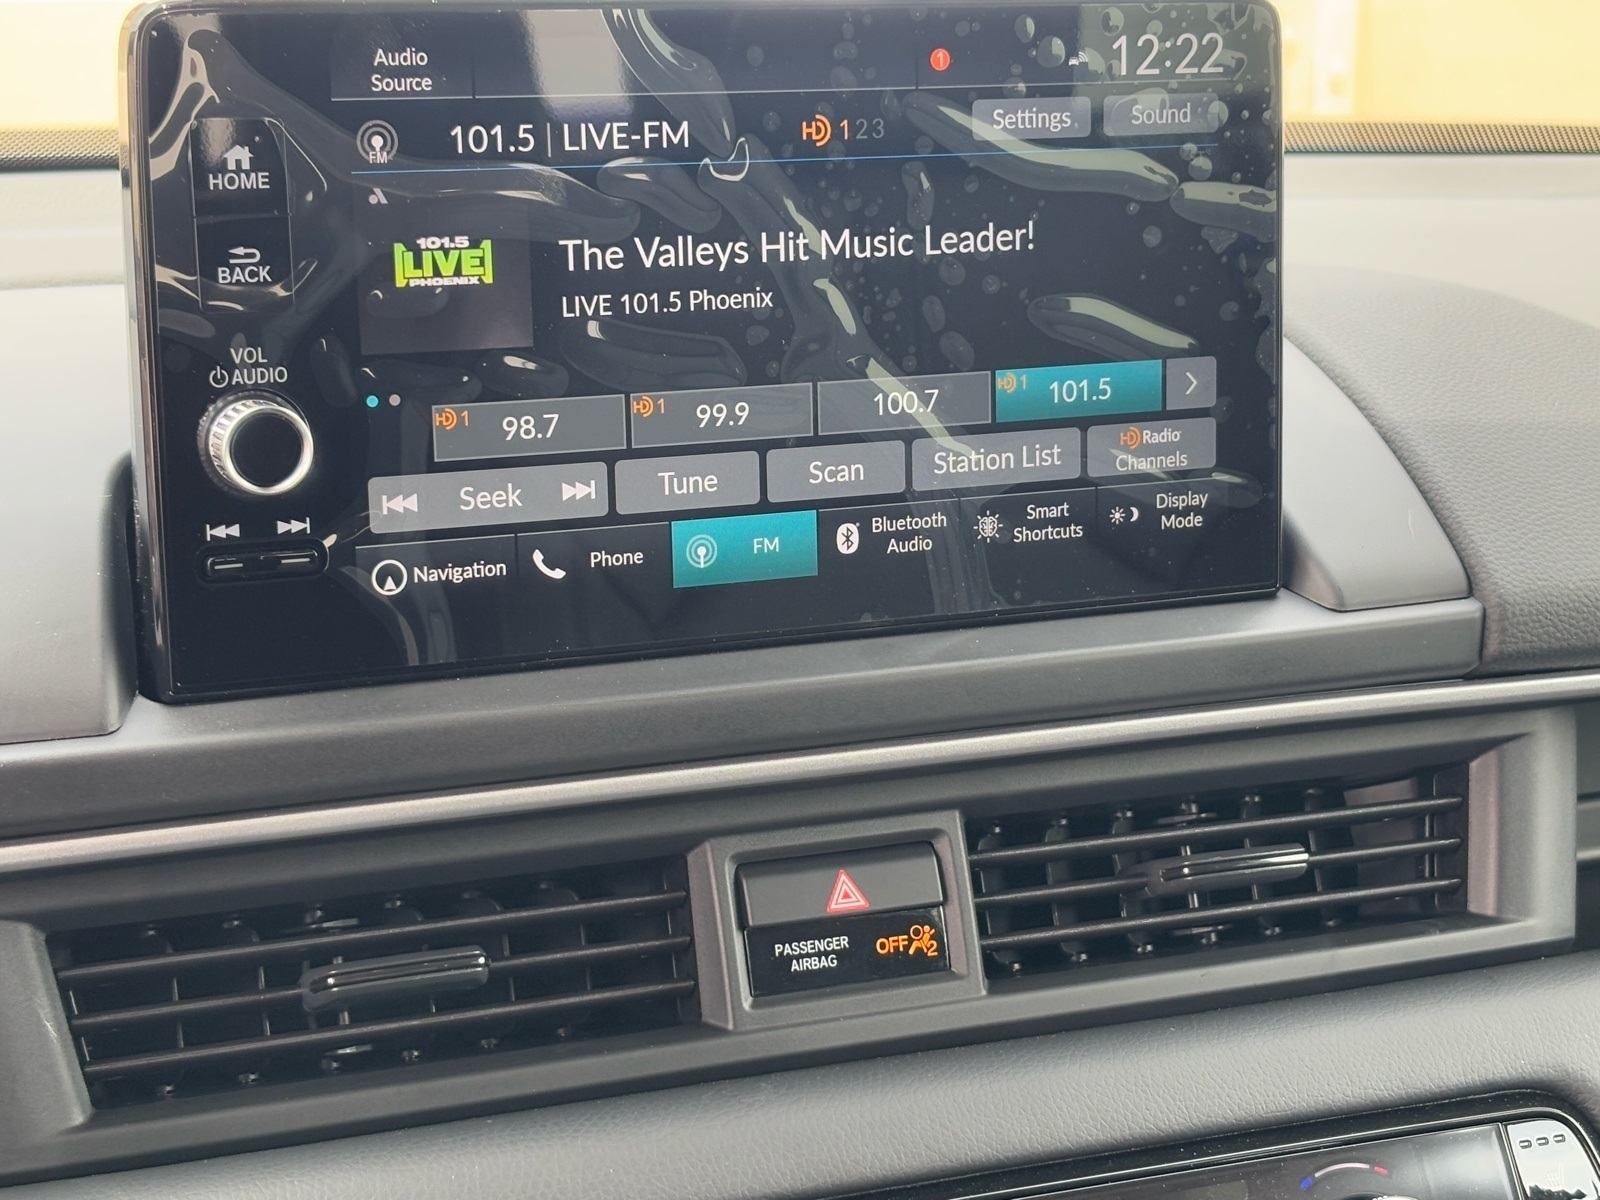 Audio
Source
1
12:22
FM
101.5 | LIVE-FM
HD 1 2 3
Settings
Sound
HOME
BACK
VOL
AUDIO
101.5
LIVE
PHOENIX
The Valleys Hit Music Leader!
LIVE 101.5 Phoenix
HD 1 98.7
HD 1 99.9
100.7
HD 1 101.5
Seek
Tune
Scan
Station List
HD Radio
Channels
Navigation
Phone
FM
Bluetooth
Audio
Smart
Shortcuts
Display
Mode
PASSENGER
AIRBAG
OFF 2